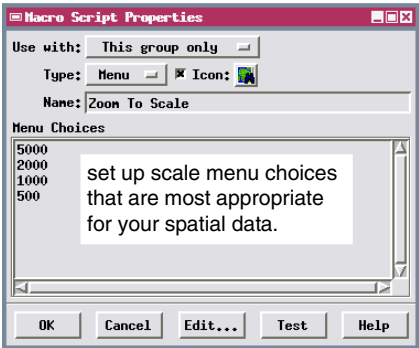 Macro Script Properties
Use with: This group only
Type: Menu Icon:
Name: Zoom To Scale
Menu Choices
5000
2000
1000
500
set up scale menu choices
that are most appropriate
for your spatial data.
OK Cancel Edit... Test Help